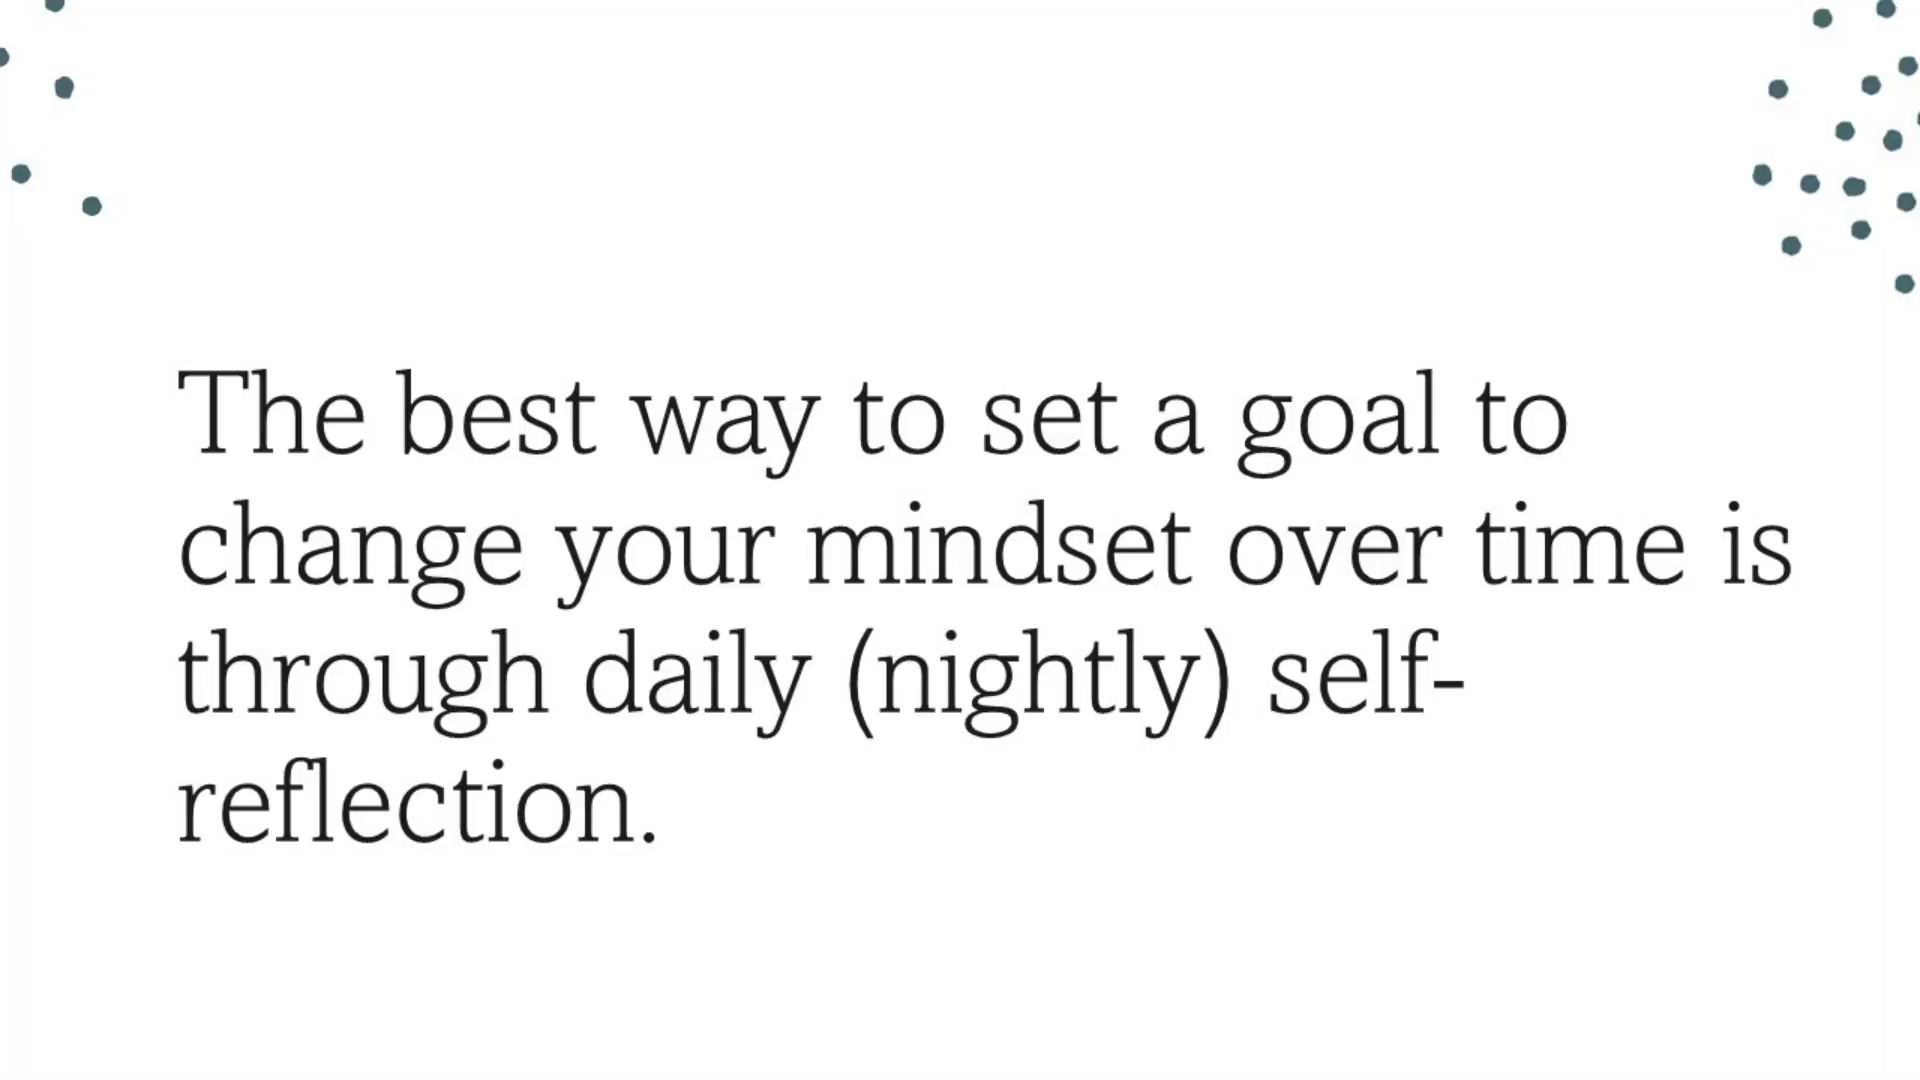 The best way to set a goal to
change your mindset over time is
through daily (nightly) self-
reflection.